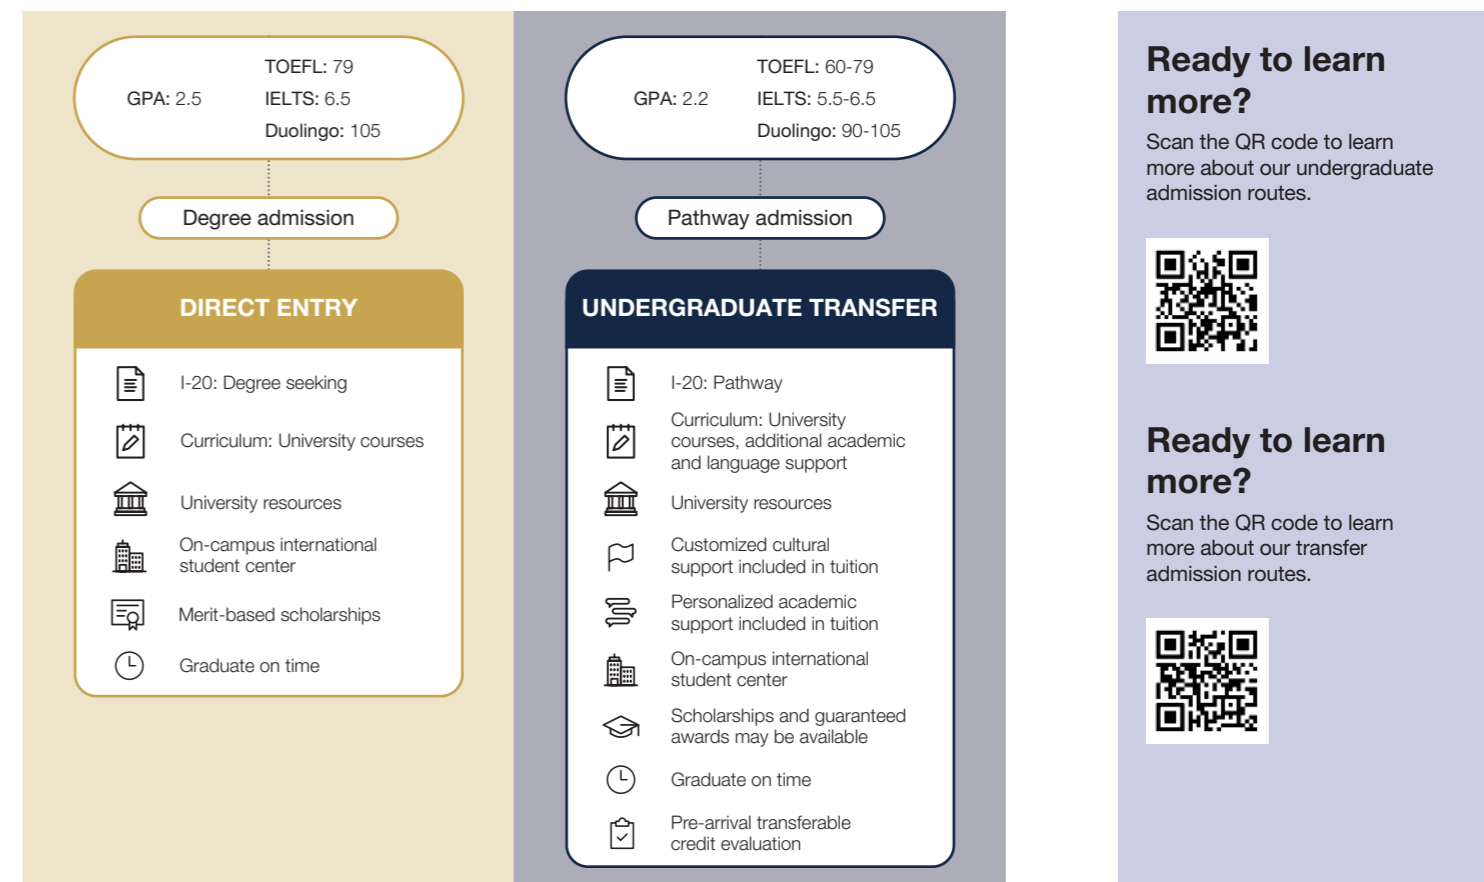 GPA: 2.5
TOEFL: 79
IELTS: 6.5
Duolingo: 105
Degree admission
DIRECT ENTRY
I-20: Degree seeking
Curriculum: University courses
University resources
On-campus international
student center
Merit-based scholarships
Graduate on time
GPA: 2.2
TOEFL: 60-79
IELTS: 5.5-6.5
Duolingo: 90-105
Pathway admission
UNDERGRADUATE TRANSFER
I-20: Pathway
Curriculum: University
courses, additional academic
and language support
University resources
Customized cultural
support included in tuition
Personalized academic
support included in tuition
On-campus international
student center
Scholarships and guaranteed
awards may be available
Graduate on time
Pre-arrival transferable
credit evaluation
Ready to learn
more?
Scan the QR code to learn
more about our undergraduate
admission routes.
Ready to learn
more?
Scan the QR code to learn
more about our transfer
admission routes.